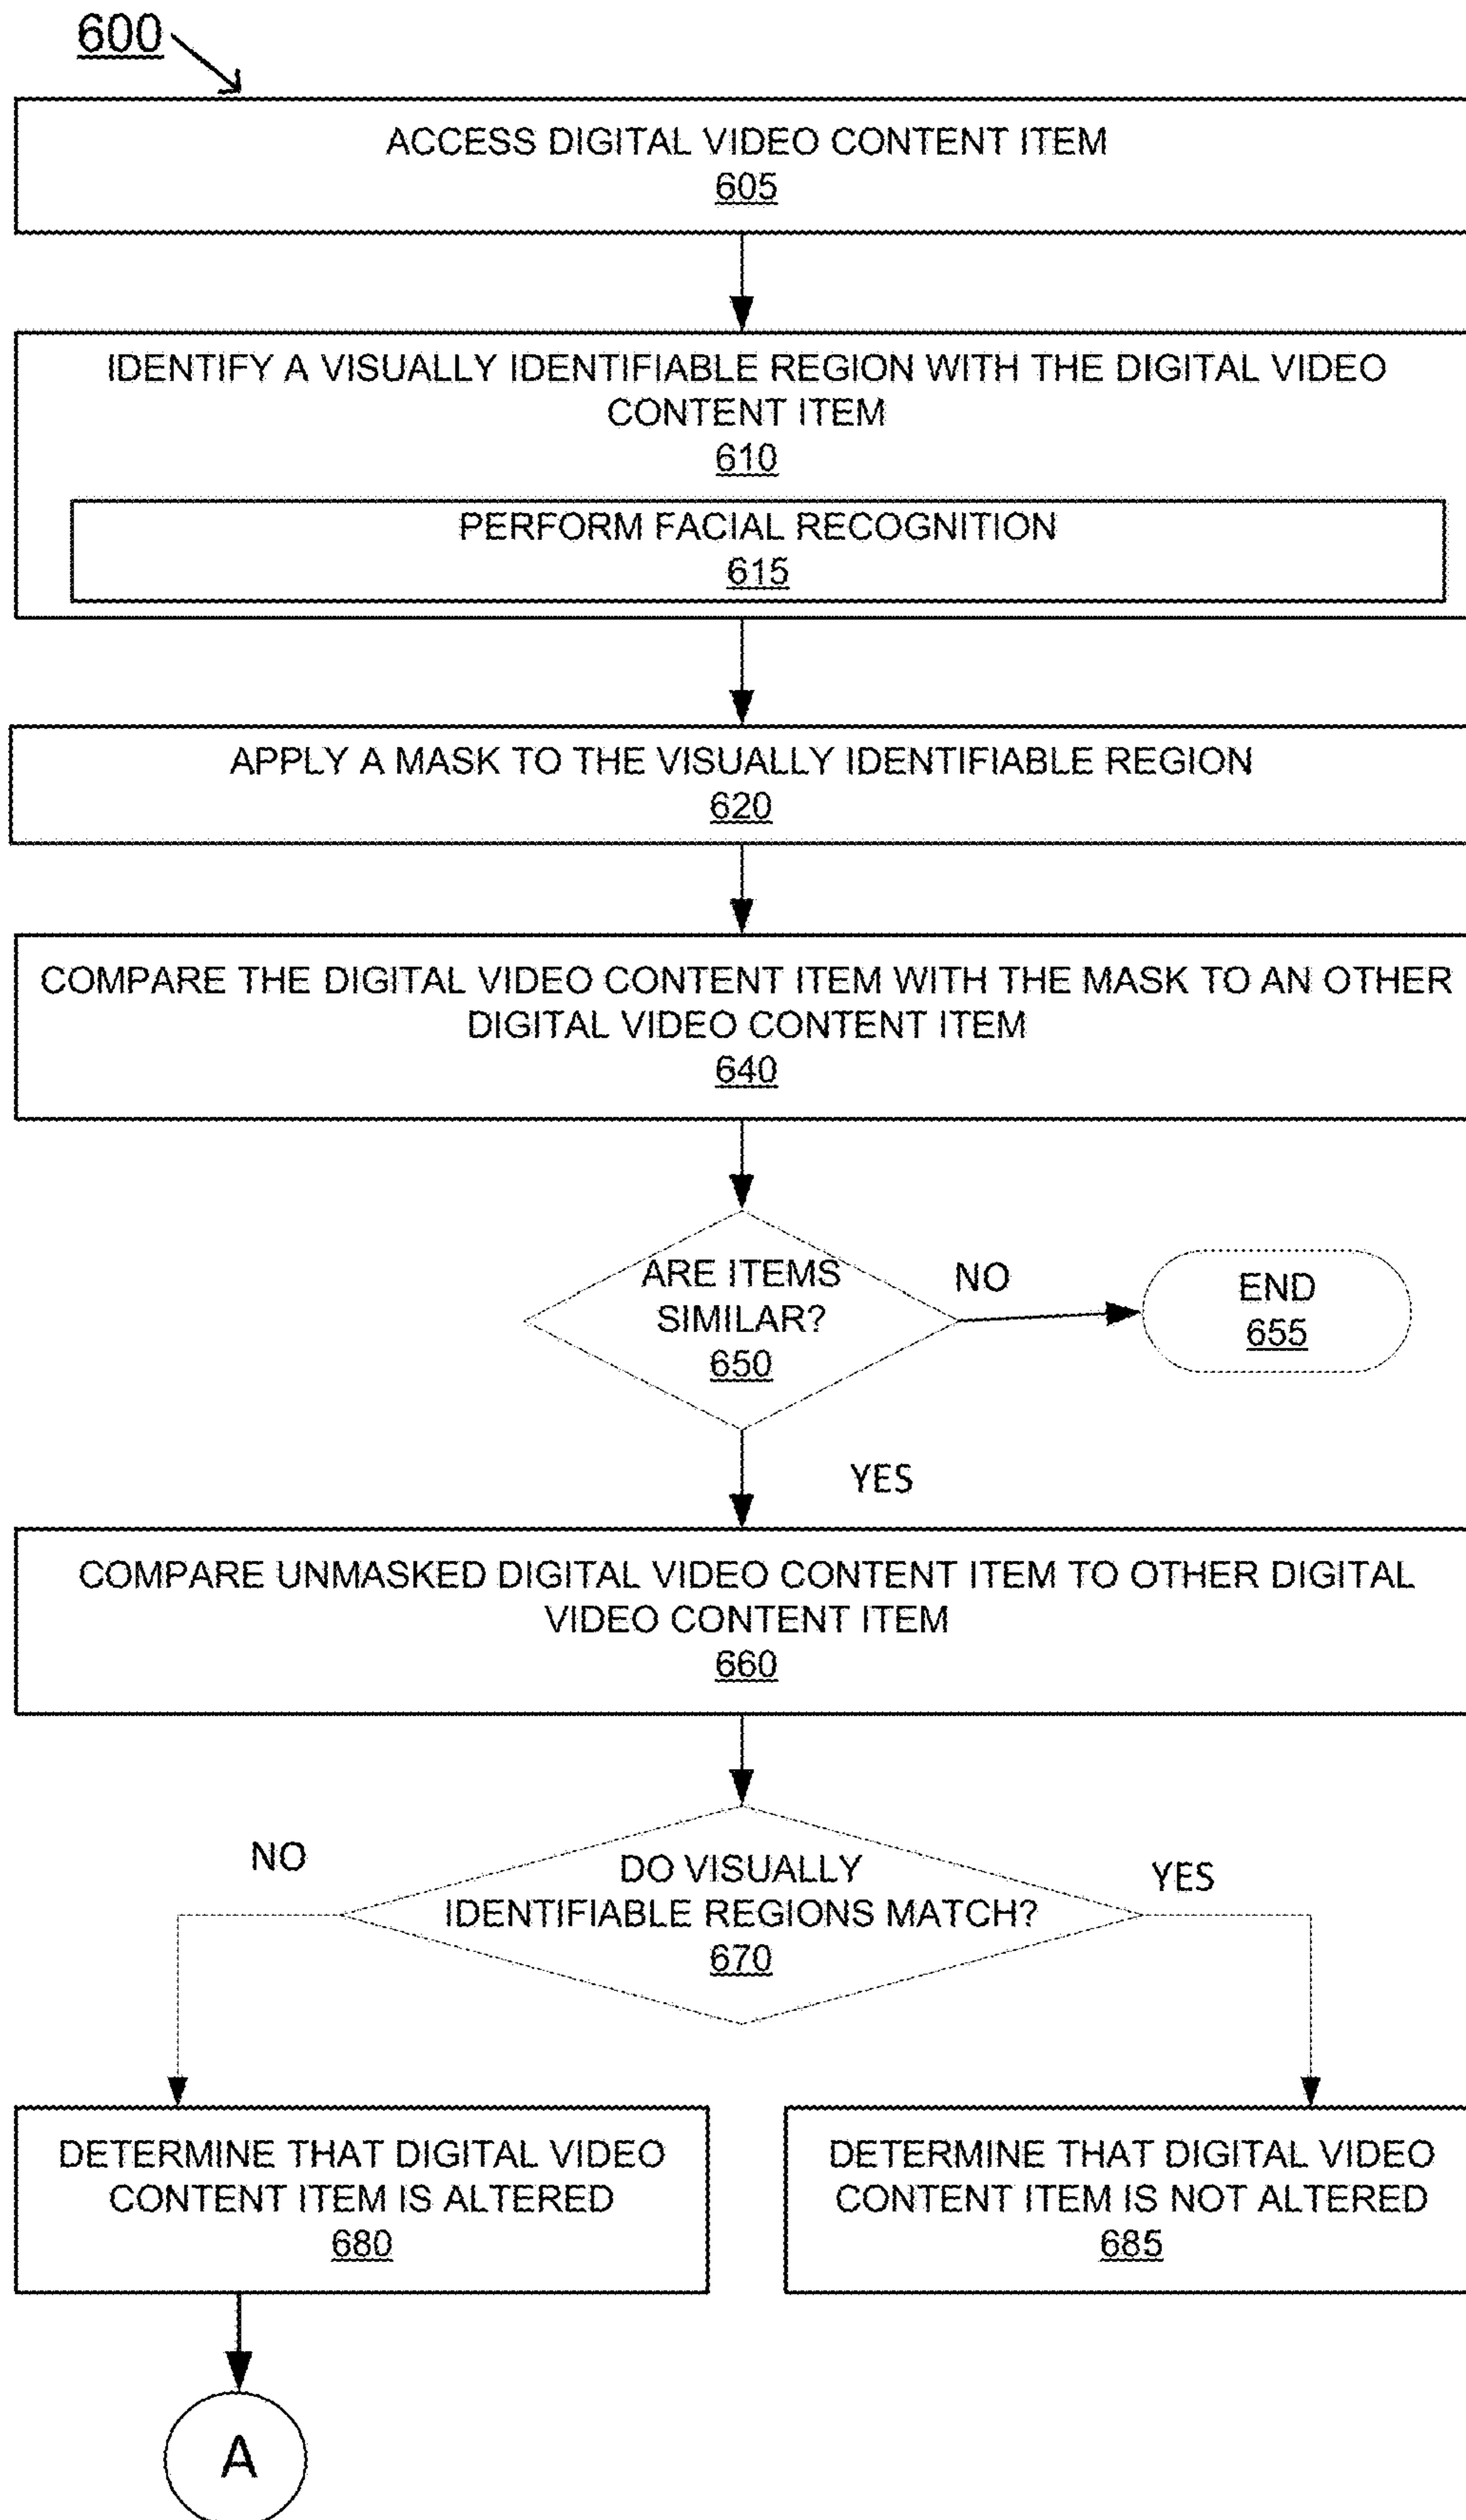 600
ACCESS DIGITAL VIDEO CONTENT ITEM
605
IDENTIFY A VISUALLY IDENTIFIABLE REGION WITH THE DIGITAL VIDEO
CONTENT ITEM
610
PERFORM FACIAL RECOGNITION
615
APPLY A MASK TO THE VISUALLY IDENTIFIABLE REGION
620
COMPARE THE DIGITAL VIDEO CONTENT ITEM WITH THE MASK TO AN OTHER
DIGITAL VIDEO CONTENT ITEM
640
ARE ITEMS
SIMILAR?
650
NO
END
655
YES
COMPARE UNMASKED DIGITAL VIDEO CONTENT ITEM TO OTHER DIGITAL
VIDEO CONTENT ITEM
660
NO
DO VISUALLY
IDENTIFIABLE REGIONS MATCH?
670
YES
DETERMINE THAT DIGITAL VIDEO
CONTENT ITEM IS ALTERED
680
DETERMINE THAT DIGITAL VIDEO
CONTENT ITEM IS NOT ALTERED
685
A